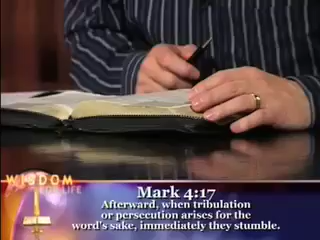 WISDOM
FOR LIFE
Mark 4:17
Afterward, when tribulation
or persecution arises for the
word's sake, immediately they stumble.